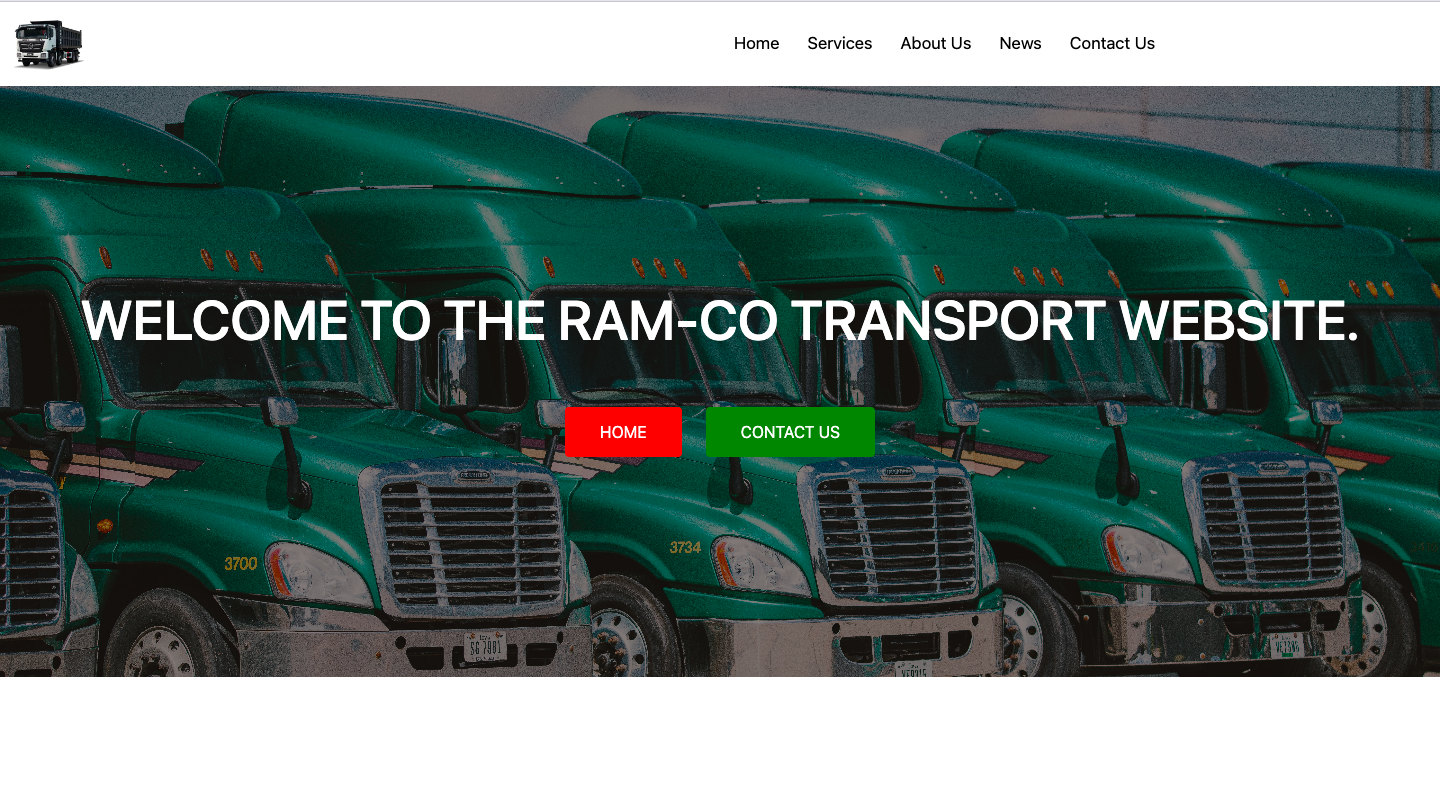 Home Services About Us News Contact Us
WELCOME TO THE RAM-CO TRANSPORT WEBSITE.
HOME CONTACT US
3734
3700